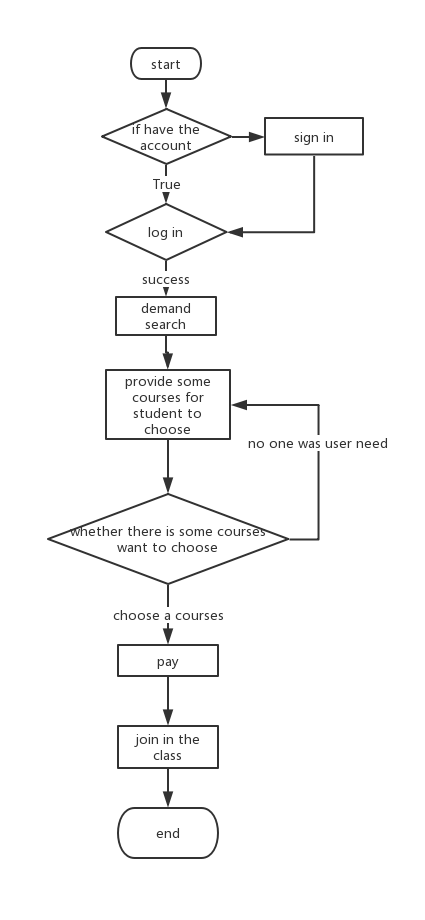 start
if have the
account
sign in
True
log in
success
demand
search
provide some
courses for
student to
choose
no one was user need
whether there is some courses
want to choose
choose a courses
pay
join in the
class
end